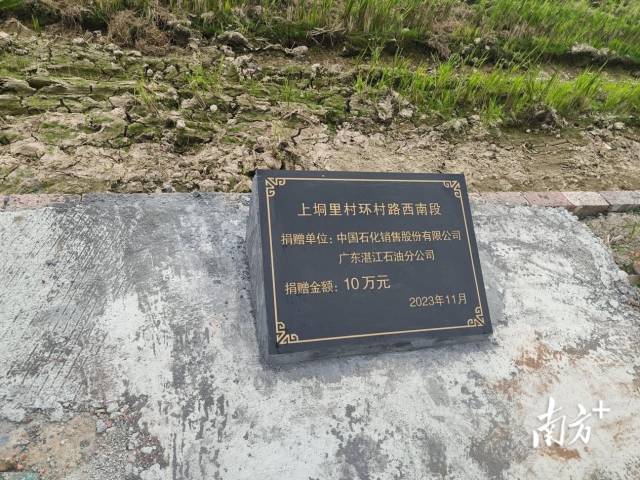 上垌里村环村路西南段
捐赠单位：中国石化销售股份有限公司
广东湛江石油分公司
捐赠金额：10万元
2023年11月
南方+